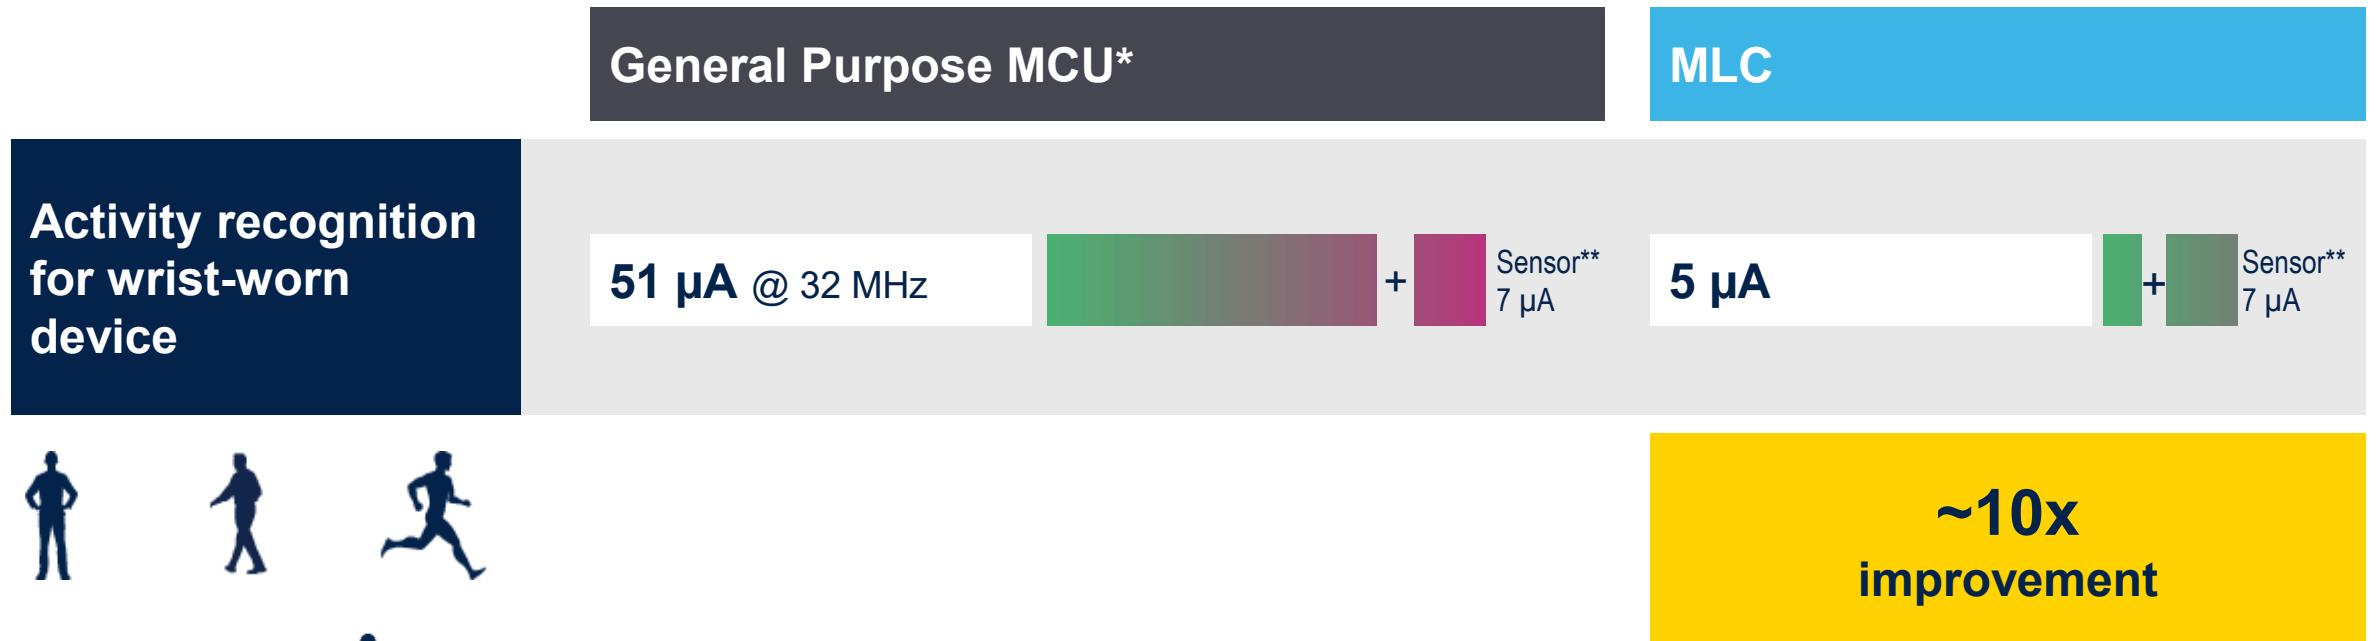 General Purpose MCU*
MLC
Activity recognition
for wrist-worn
device
51 µA @ 32 MHz
+
Sensor**
7 µA
5 µA
+
Sensor**
7 µA
~10x
improvement